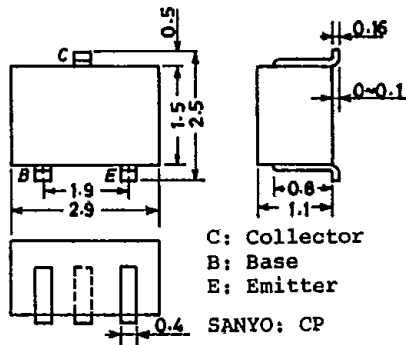 C
0.5
0.16
1.5
2.5
0~0.1
B
E
1.9
2.9
0.8
1.1
C: Collector
B: Base
E: Emitter
0.4
SANYO: CP